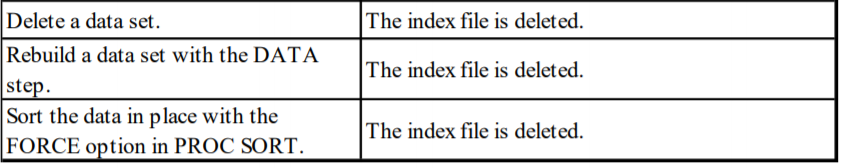 Delete a data set.
The index file is deleted.
Rebuild a data set with the DATA
step.
The index file is deleted.
Sort the data in place with the
FORCE option in PROC SORT.
The index file is deleted.